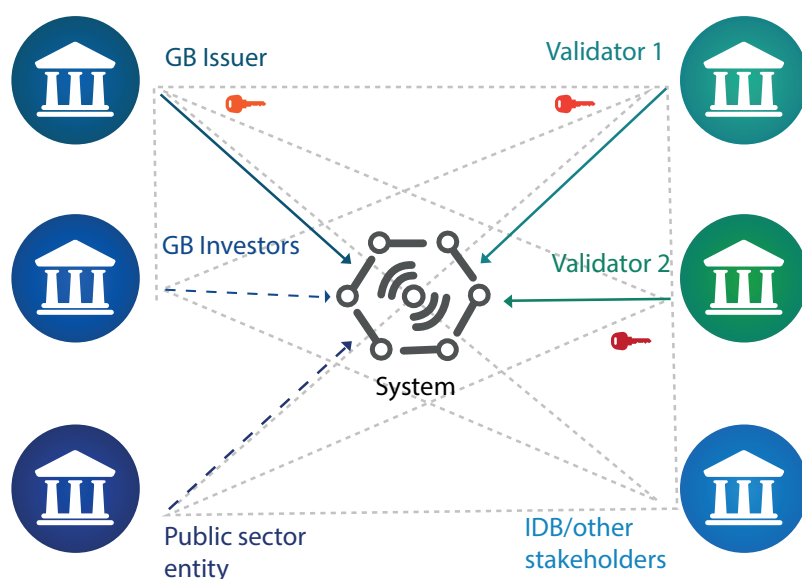 GB Issuer
Validator 1
GB Investors
Validator 2
System
Public sector
entity
IDB/other
stakeholders